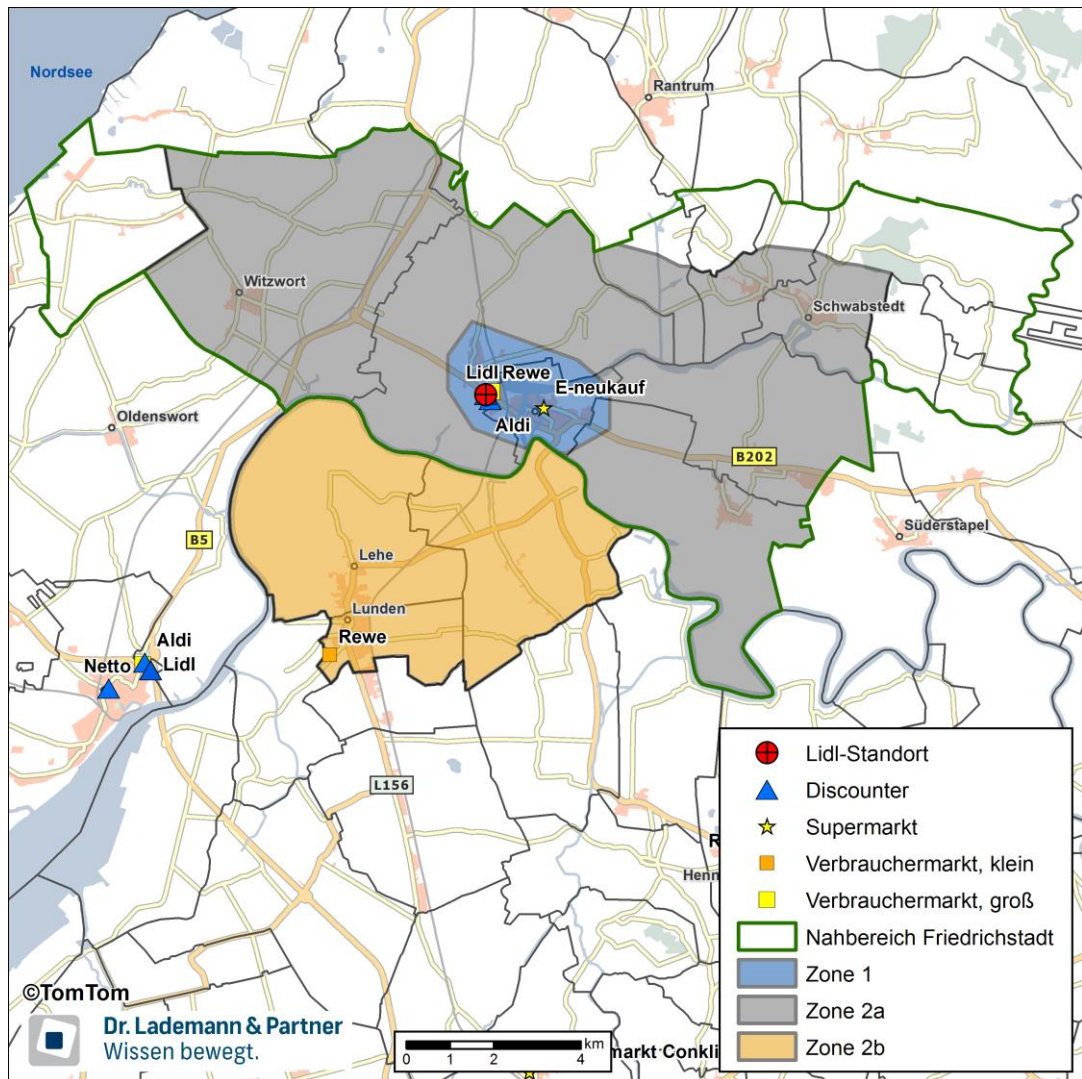 Nordsee
Rantrum
Witzwort
Schwabstedt
Lidl Rewe
E-neukauf
Aldi
Oldenswort
B202
Süderstapel
B5
Lehe
Lunden
Rewe
Aldi
Netto
Lidl
L156
R
Henn
Lidl-Standort
Discounter
Supermarkt
Verbrauchermarkt, klein
Verbrauchermarkt, groß
Nahbereich Friedrichstadt
Zone 1
Zone 2a
Zone 2b
©TomTom
Dr. Lademann & Partner
Wissen bewegt.
km
0 1 2 4
markt Conkli